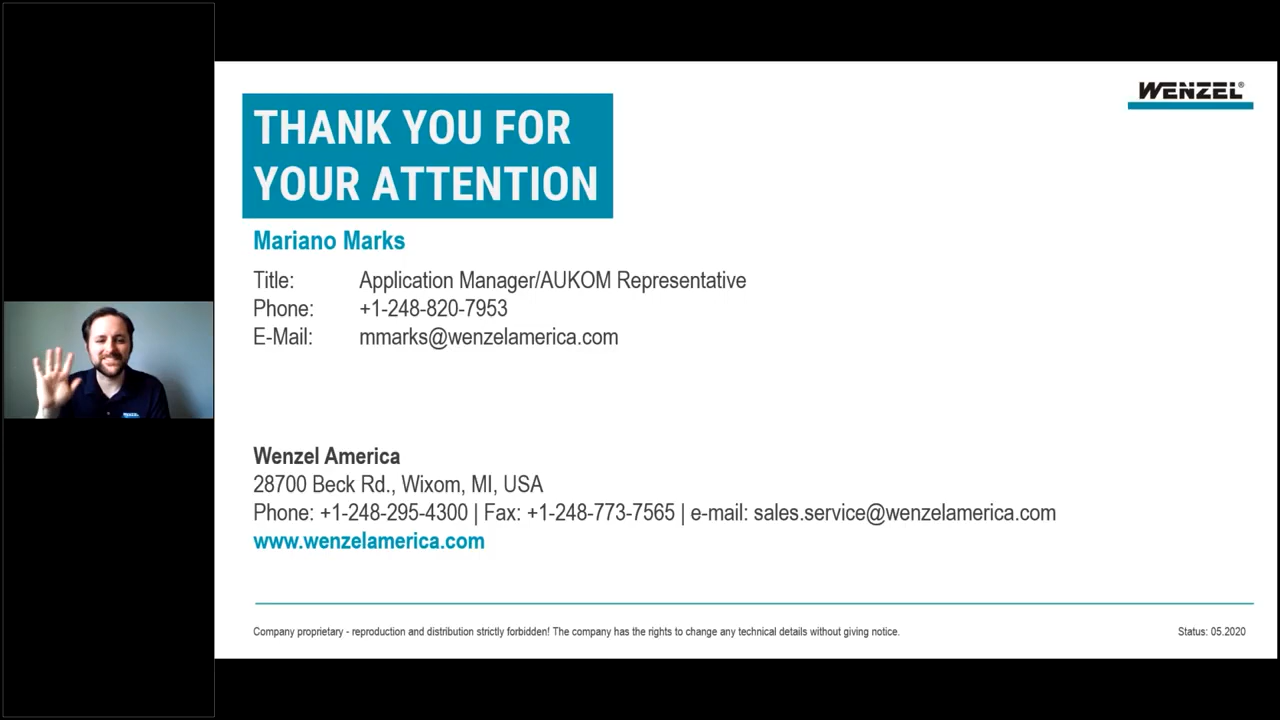 WENZEL®
THANK YOU FOR
YOUR ATTENTION
Mariano Marks
Title: Application Manager/AUKOM Representative
Phone: +1-248-820-7953
E-Mail: mmarks@wenzelamerica.com
Wenzel America
28700 Beck Rd., Wixom, MI, USA
Phone: +1-248-295-4300 | Fax: +1-248-773-7565 | e-mail: sales.service@wenzelamerica.com
www.wenzelamerica.com
Company proprietary - reproduction and distribution strictly forbidden! The company has the rights to change any technical details without giving notice.
Status: 05.2020